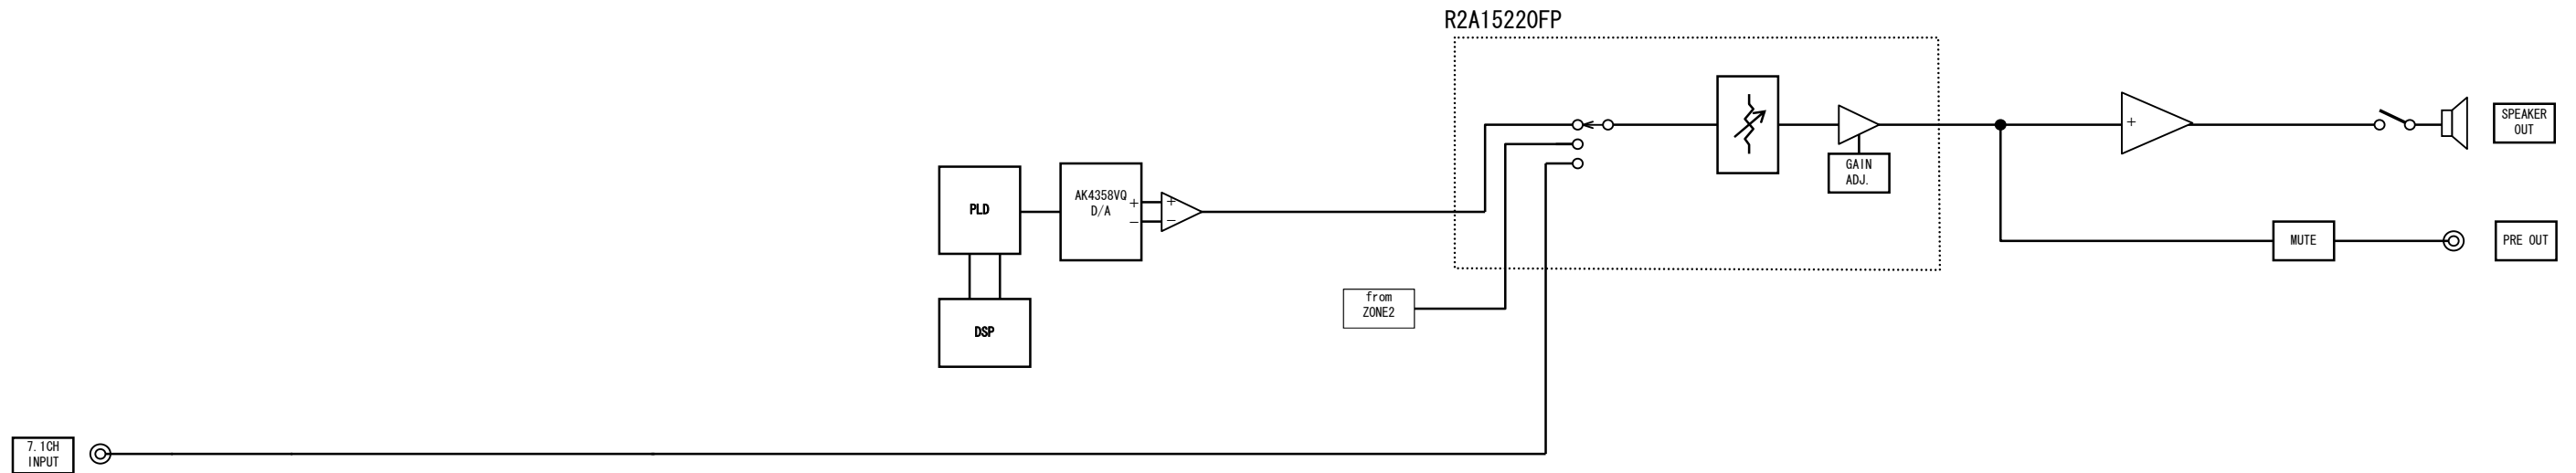 R2A15220FP
SPEAKER
OUT
GAIN
ADJ.
PLD
AK4358VQ
D/A
+
−
+
−
+
MUTE
PRE OUT
from
ZONE2
DSP
7.1CH
INPUT